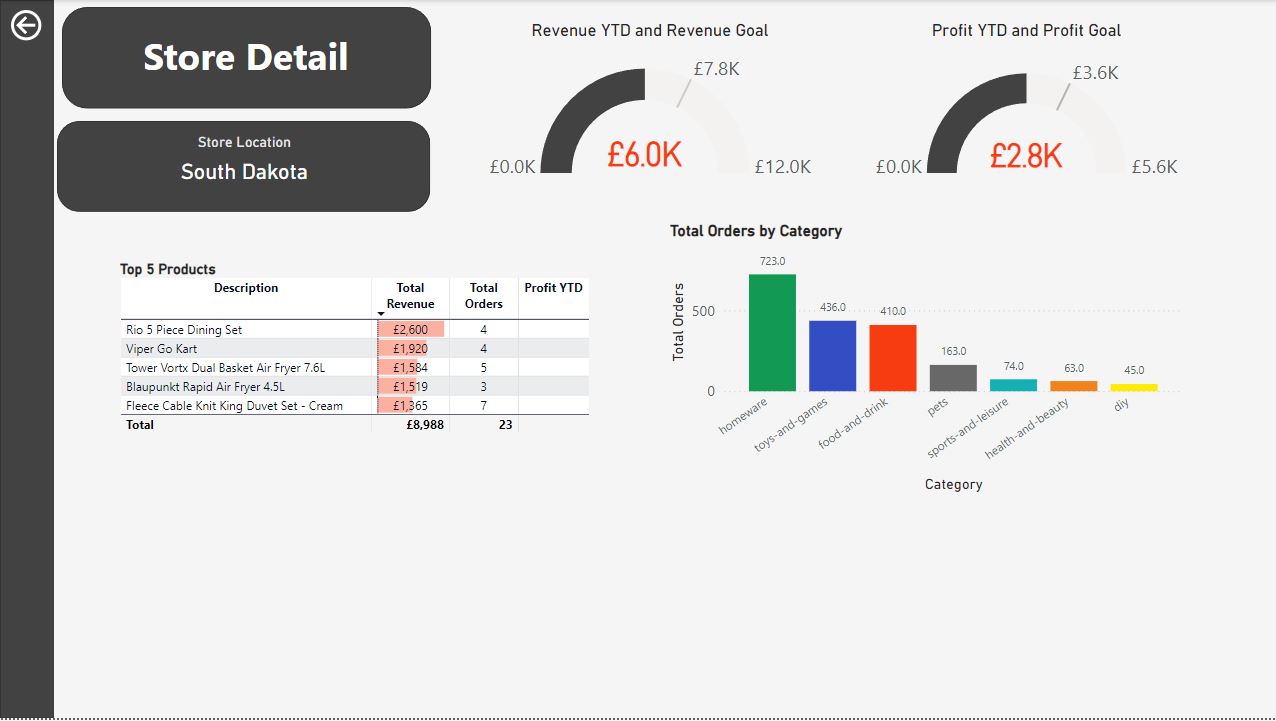 Store Detail
Store Location
South Dakota
Revenue YTD and Revenue Goal
£7.8K
£6.0K
£0.0K
£12.0K
Profit YTD and Profit Goal
£3.6K
£2.8K
£0.0K
£5.6K
Top 5 Products
Description Total Revenue Total Orders Profit YTD
Rio 5 Piece Dining Set £2,600 4
Viper Go Kart £1,920 4
Tower Vortx Dual Basket Air Fryer 7.6L £1,584 5
Blaupunkt Rapid Air Fryer 4.5L £1,519 3
Fleece Cable Knit King Duvet Set - Cream £1,365 7
Total £8,988 23
Total Orders by Category
Total Orders
500
0
723.0
436.0
410.0
163.0
74.0
63.0
45.0
homeware
toys-and-games
food-and-drink
pets
sports-and-leisure
health-and-beauty
diy
Category